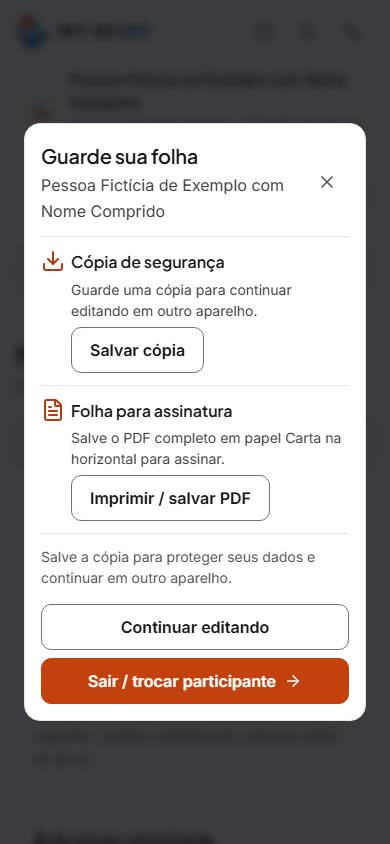 Guarde sua folha
Pessoa Fictícia de Exemplo com
Nome Comprido
Cópia de segurança
Guarde uma cópia para continuar
editando em outro aparelho.
Salvar cópia
Folha para assinatura
Salve o PDF completo em papel Carta na
horizontal para assinar.
Imprimir / salvar PDF
Salve a cópia para proteger seus dados e
continuar em outro aparelho.
Continuar editando
Sair / trocar participante